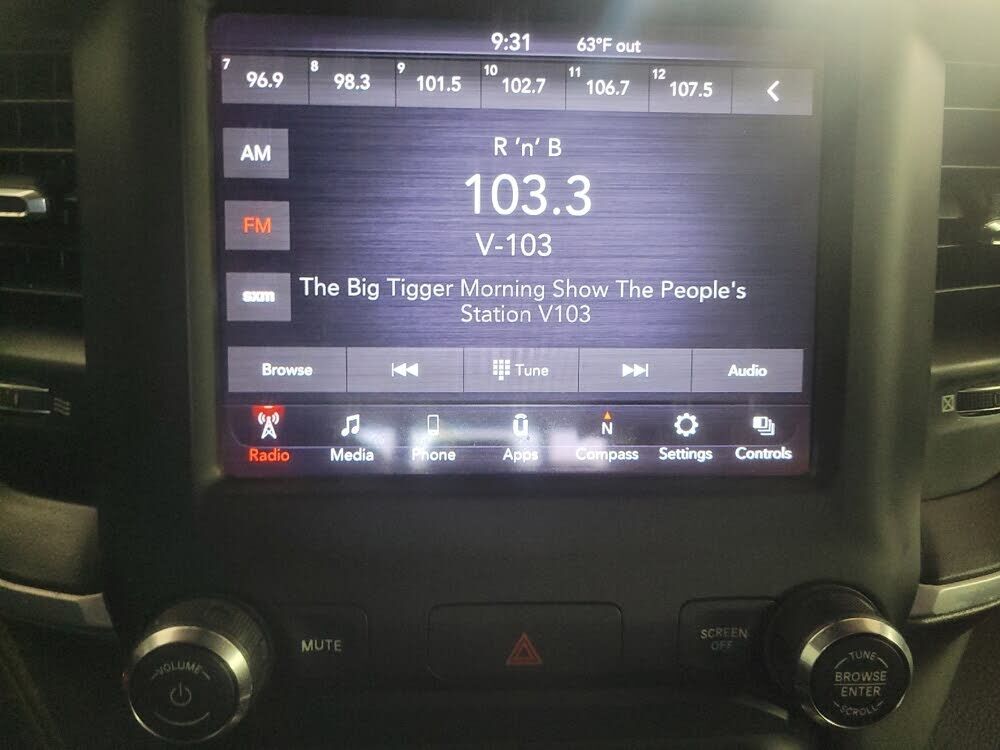 9:31 63°F out
7 96.9 8 98.3 9 101.5 10 102.7 11 106.7 12 107.5
AM
R 'n' B
103.3
FM
V-103
sxm
The Big Tigger Morning Show The People's
Station V103
Browse Tune Audio
N
Radio Media Phone Apps Compass Settings Controls
MUTE
SCREEN
OFF
VOLUME
TUNE
BROWSE
ENTER
SCROLL